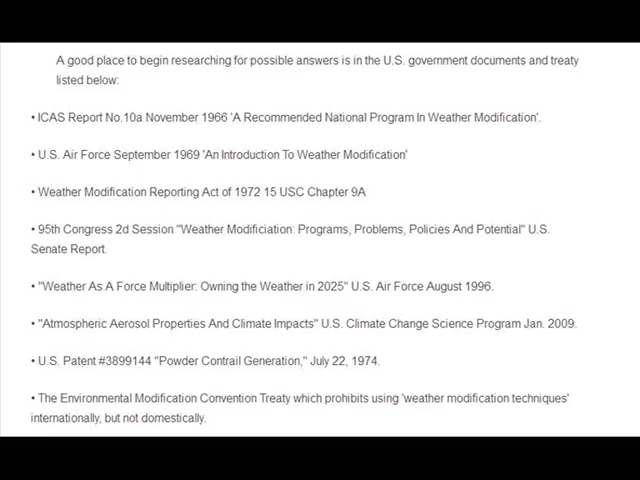 A good place to begin researching for possible answers is in the U.S. government documents and treaty
listed below:
• ICAS Report No.10a November 1966 'A Recommended National Program In Weather Modification'.
• U.S. Air Force September 1969 'An Introduction To Weather Modification'
• Weather Modification Reporting Act of 1972 15 USC Chapter 9A
• 95th Congress 2d Session "Weather Modificiation: Programs, Problems, Policies And Potential" U.S.
Senate Report.
• "Weather As A Force Multiplier: Owning the Weather in 2025" U.S. Air Force August 1996.
• "Atmospheric Aerosol Properties And Climate Impacts" U.S. Climate Change Science Program Jan. 2009.
• U.S. Patent #3899144 "Powder Contrail Generation," July 22, 1974.
• The Environmental Modification Convention Treaty which prohibits using 'weather modification techniques'
internationally, but not domestically.